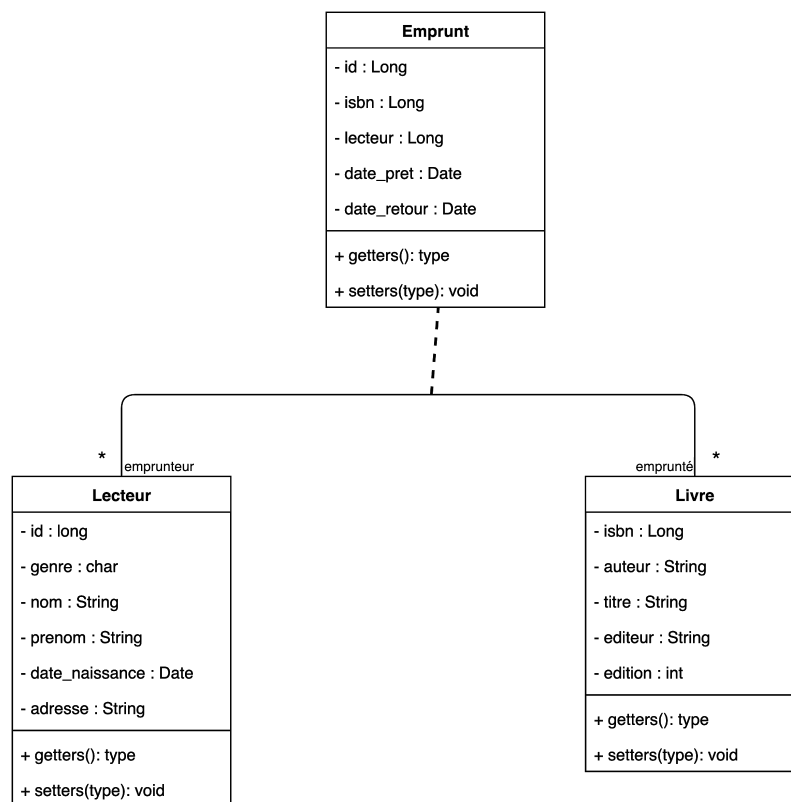 Emprunt
- id : Long
- isbn : Long
- lecteur : Long
- date_pret : Date
- date_retour : Date
+ getters(): type
+ setters(type): void
*
emprunteur
emprunté
*
Lecteur
- id : long
- genre : char
- nom : String
- prenom : String
- date_naissance : Date
- adresse : String
+ getters(): type
+ setters(type): void
Livre
- isbn : Long
- auteur : String
- titre : String
- editeur : String
- edition : int
+ getters(): type
+ setters(type): void